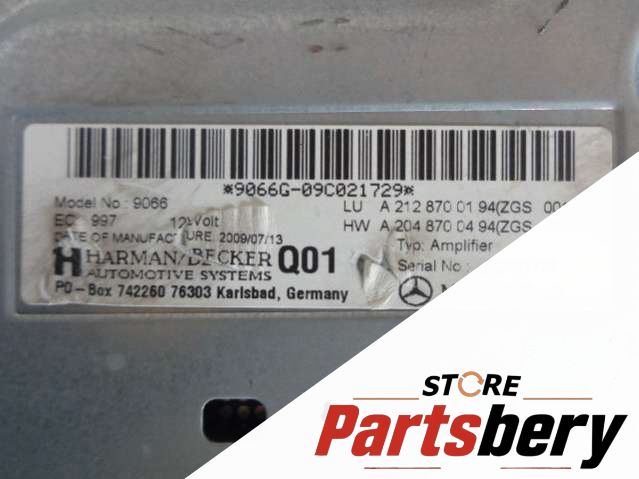 *9066G-09C021729*
Model No : 9066
EC : 997 12 Volt
DATE OF MANUFACTURE: 2009/07/13
HARMAN/BECKER
AUTOMOTIVE SYSTEMS
Q01
PO-Box 742260 76303 Karlsbad, Germany
LU A 212 870 01 94(ZGS 00
HW A 204 870 04 94(ZGS
Typ: Amplifier
Serial No :
STORE
Partsbery